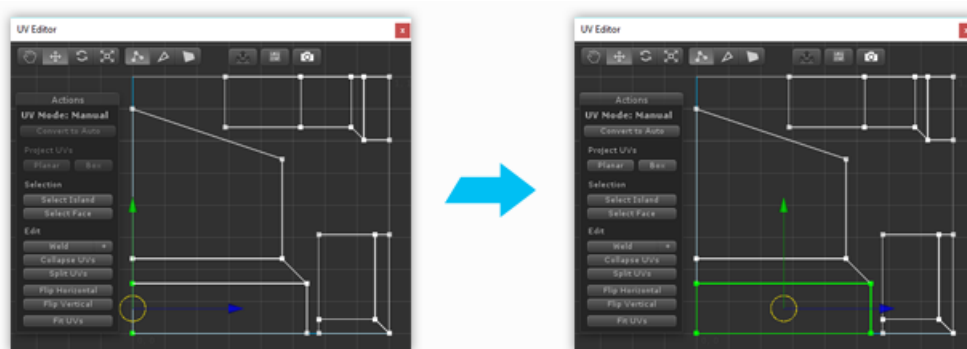 UV Editor
x
Actions
UV Mode: Manual
Convert to Auto
Project UVs
Planar Box
Selection
Select Island
Select Face
Edit
Weld +
Collapse UVs
Split UVs
Flip Horizontal
Flip Vertical
Fit UVs
UV Editor
x
Actions
UV Mode: Manual
Convert to Auto
Project UVs
Planar Box
Selection
Select Island
Select Face
Edit
Weld +
Collapse UVs
Split UVs
Flip Horizontal
Flip Vertical
Fit UVs